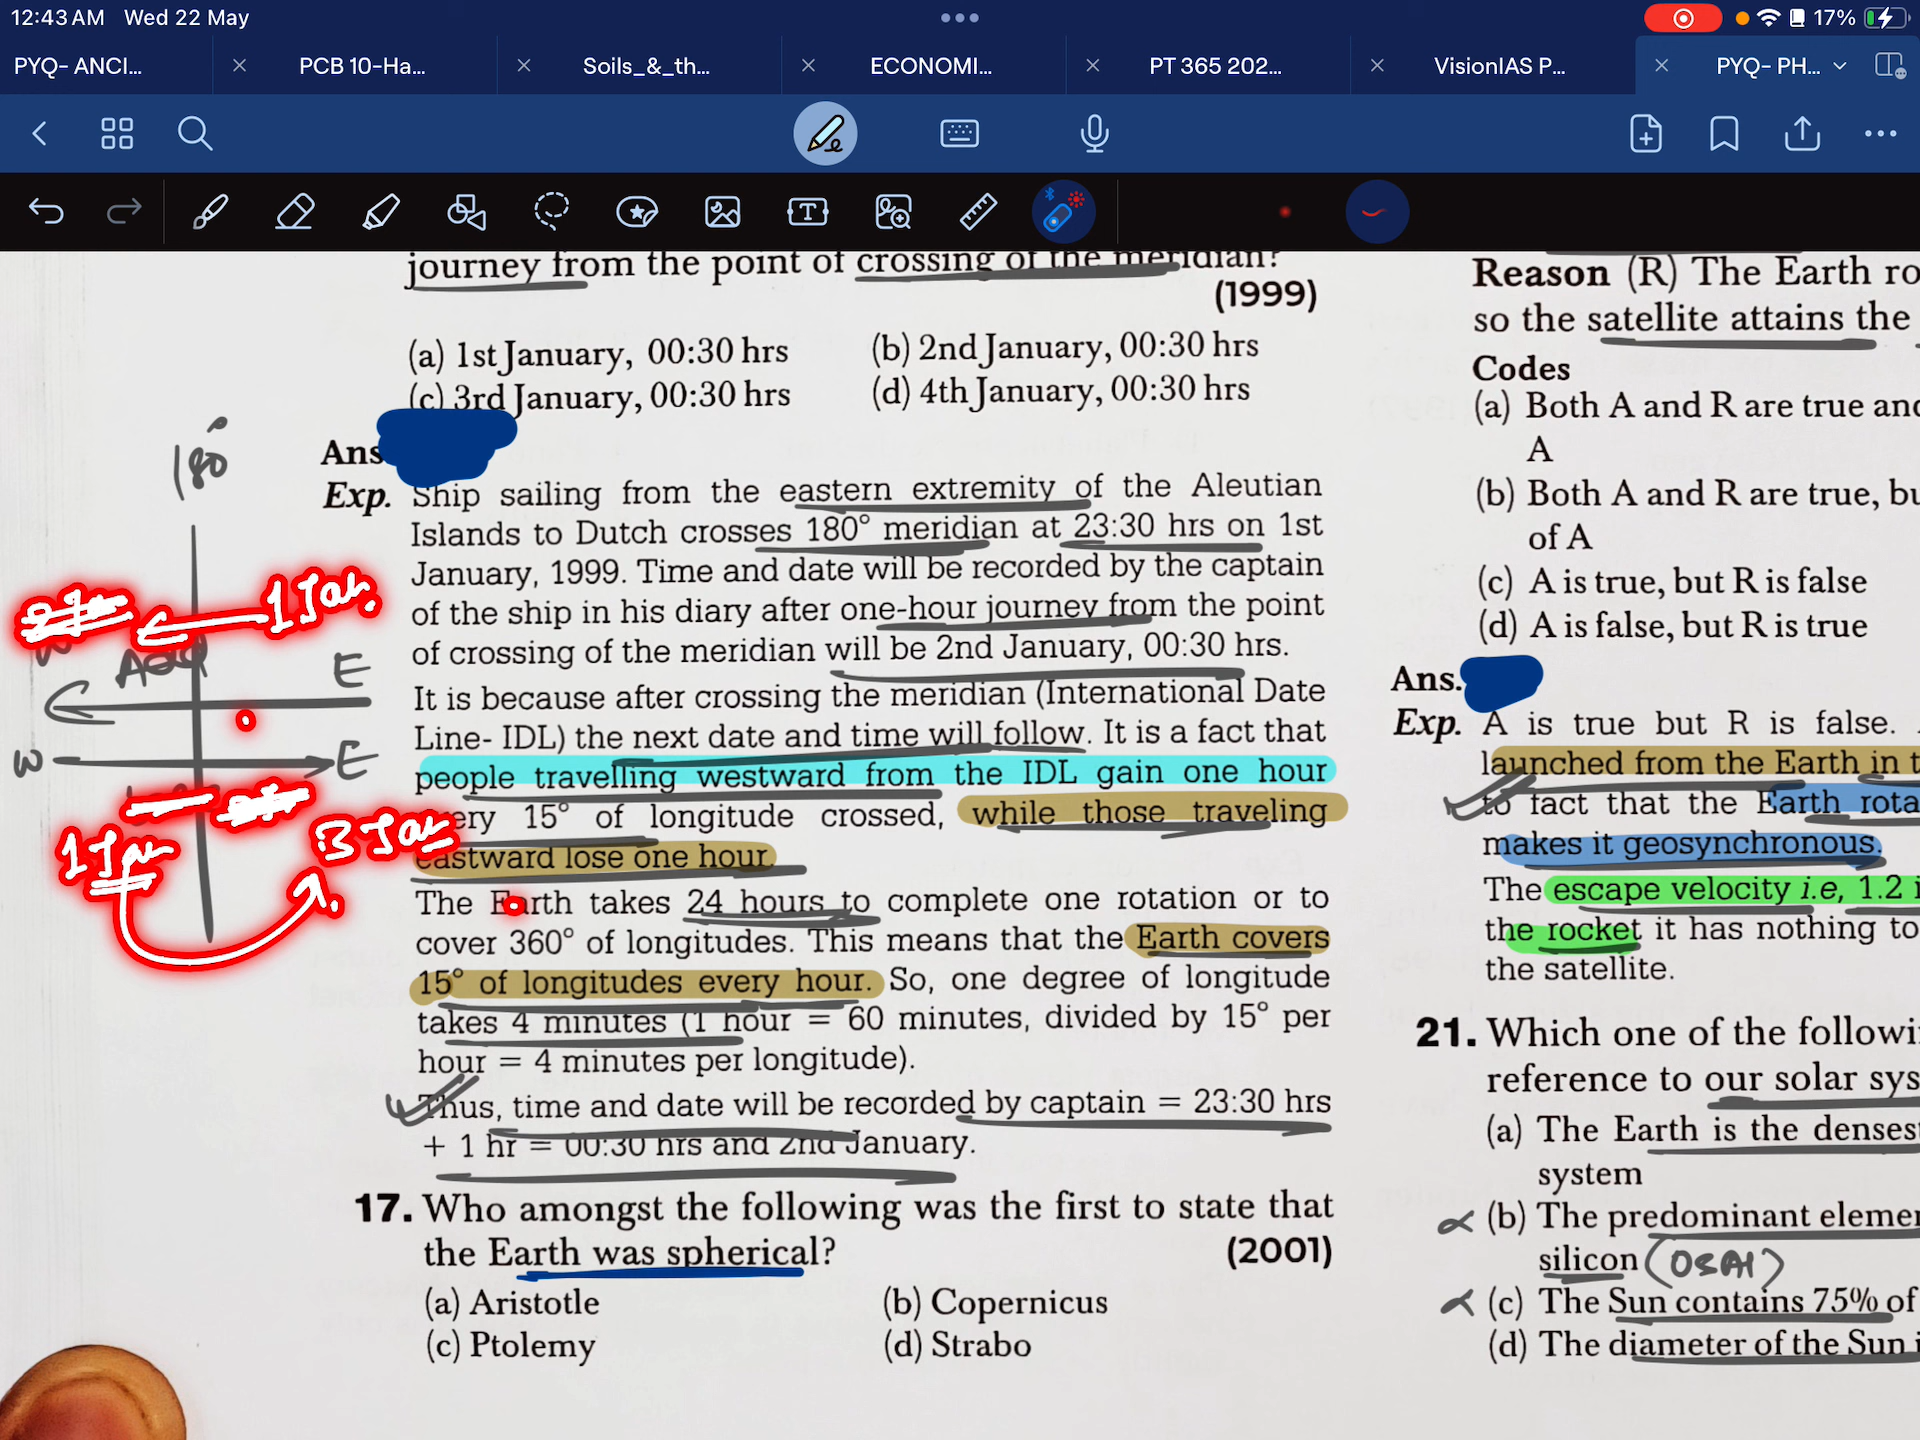 12:43 AM Wed 22 May
17%
PYQ- ANCI...
PCB 10-Ha...
Soils_&_th...
ECONOMI...
PT 365 202...
VisionIAS P...
PYQ- PH...
journey from the point of crossing of the meridian?
(1999)
(a) 1st January, 00:30 hrs
(b) 2nd January, 00:30 hrs
(c) 3rd January, 00:30 hrs
(d) 4th January, 00:30 hrs
Ans
Exp. Ship sailing from the eastern extremity of the Aleutian
Islands to Dutch crosses 180° meridian at 23:30 hrs on 1st
January, 1999. Time and date will be recorded by the captain
of the ship in his diary after one-hour journey from the point
of crossing of the meridian will be 2nd January, 00:30 hrs.
It is because after crossing the meridian (International Date
Line- IDL) the next date and time will follow. It is a fact that
people travelling westward from the IDL gain one hour
ery 15° of longitude crossed, while those traveling
eastward lose one hour.
The Earth takes 24 hours to complete one rotation or to
cover 360° of longitudes. This means that the Earth covers
15° of longitudes every hour. So, one degree of longitude
takes 4 minutes (1 hour = 60 minutes, divided by 15° per
hour = 4 minutes per longitude).
Thus, time and date will be recorded by captain = 23:30 hrs
+ 1 hr = 00:30 hrs and 2nd January.
17. Who amongst the following was the first to state that
the Earth was spherical?
(2001)
(a) Aristotle
(b) Copernicus
(c) Ptolemy
(d) Strabo
180°
1 Jan.
Add
E
W
E
1 Jan
3 Jan
Reason (R) The Earth ro
so the satellite attains the
Codes
(a) Both A and R are true and
A
(b) Both A and R are true, bu
of A
(c) A is true, but R is false
(d) A is false, but R is true
Ans.
Exp. A is true but R is false.
launched from the Earth in t
to fact that the Earth rota
makes it geosynchronous.
The escape velocity i.e, 1.2 i
the rocket it has nothing to
the satellite.
21. Which one of the followi
reference to our solar sys
(a) The Earth is the denses
system
(b) The predominant elemen
silicon (OSAI)
(c) The Sun contains 75% of
(d) The diameter of the Sun i